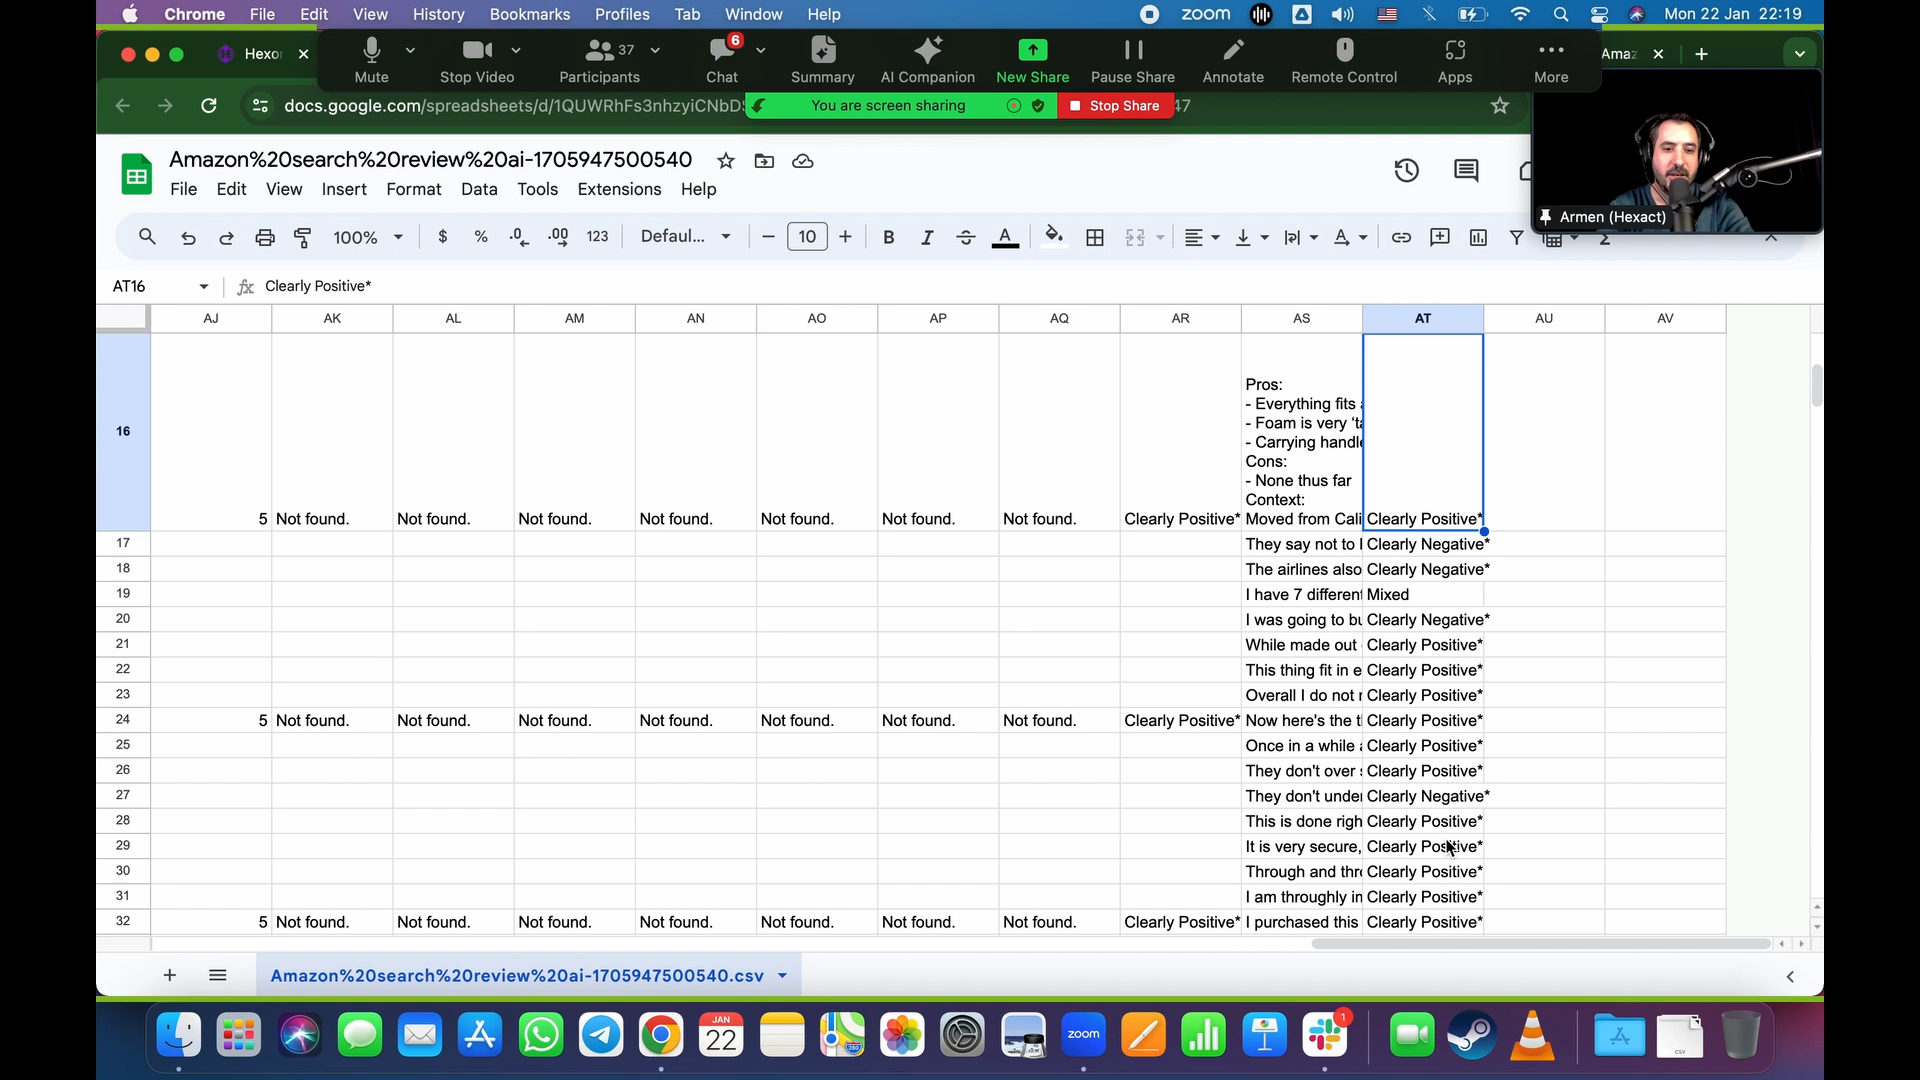 Chrome File Edit View History Bookmarks Profiles Tab Window Help zoom Mon 22 Jan 22:19
Hexo Mute Stop Video Participants 37 Chat 6 Summary AI Companion New Share Pause Share Annotate Remote Control Apps More Amaz
docs.google.com/spreadsheets/d/1QUWRhFs3nhzyiCNbD You are screen sharing Stop Share 47
Amazon%20search%20review%20ai-1705947500540
File Edit View Insert Format Data Tools Extensions Help
Armen (Hexact)
100% $ % .0 .00 123 Defaul... 10 B I A
AT16 fx Clearly Positive*
AJ AK AL AM AN AO AP AQ AR AS AT AU AV
Pros:
- Everything fits
- Foam is very 't
- Carrying handl
Cons:
- None thus far
Context:
16 5 Not found. Not found. Not found. Not found. Not found. Not found. Not found. Clearly Positive* Moved from Cali Clearly Positive*
17 They say not to Clearly Negative*
18 The airlines also Clearly Negative*
19 I have 7 different Mixed
20 I was going to bu Clearly Negative*
21 While made out Clearly Positive*
22 This thing fit in e Clearly Positive*
23 Overall I do not r Clearly Positive*
24 5 Not found. Not found. Not found. Not found. Not found. Not found. Not found. Clearly Positive* Now here's the t Clearly Positive*
25 Once in a while Clearly Positive*
26 They don't over Clearly Positive*
27 They don't under Clearly Negative*
28 This is done righ Clearly Positive*
29 It is very secure, Clearly Positive*
30 Through and thr Clearly Positive*
31 I am throughly in Clearly Positive*
32 5 Not found. Not found. Not found. Not found. Not found. Not found. Not found. Clearly Positive* I purchased this Clearly Positive*
Amazon%20search%20review%20ai-1705947500540.csv
JAN
22
zoom
1
CSV